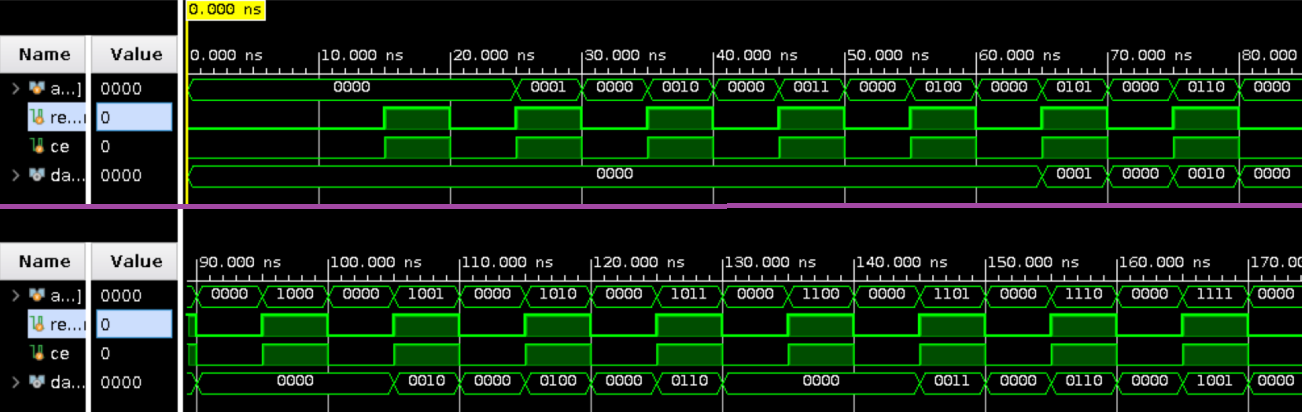 0.000 ns
Name Value 0.000 ns 10.000 ns 20.000 ns 30.000 ns 40.000 ns 50.000 ns 60.000 ns 70.000 ns 80.000
a...] 0000 0000 0001 0000 0010 0000 0011 0000 0100 0000 0101 0000 0110 0000
re... 0
ce 0
da... 0000 0000 0001 0000 0010 0000
Name Value 90.000 ns 100.000 ns 110.000 ns 120.000 ns 130.000 ns 140.000 ns 150.000 ns 160.000 ns 170.00
a...] 0000 0000 1000 0000 1001 0000 1010 0000 1011 0000 1100 0000 1101 0000 1110 0000 1111 0000
re... 0
ce 0
da... 0000 0000 0010 0000 0100 0000 0110 0000 0011 0000 0110 0000 1001 0000